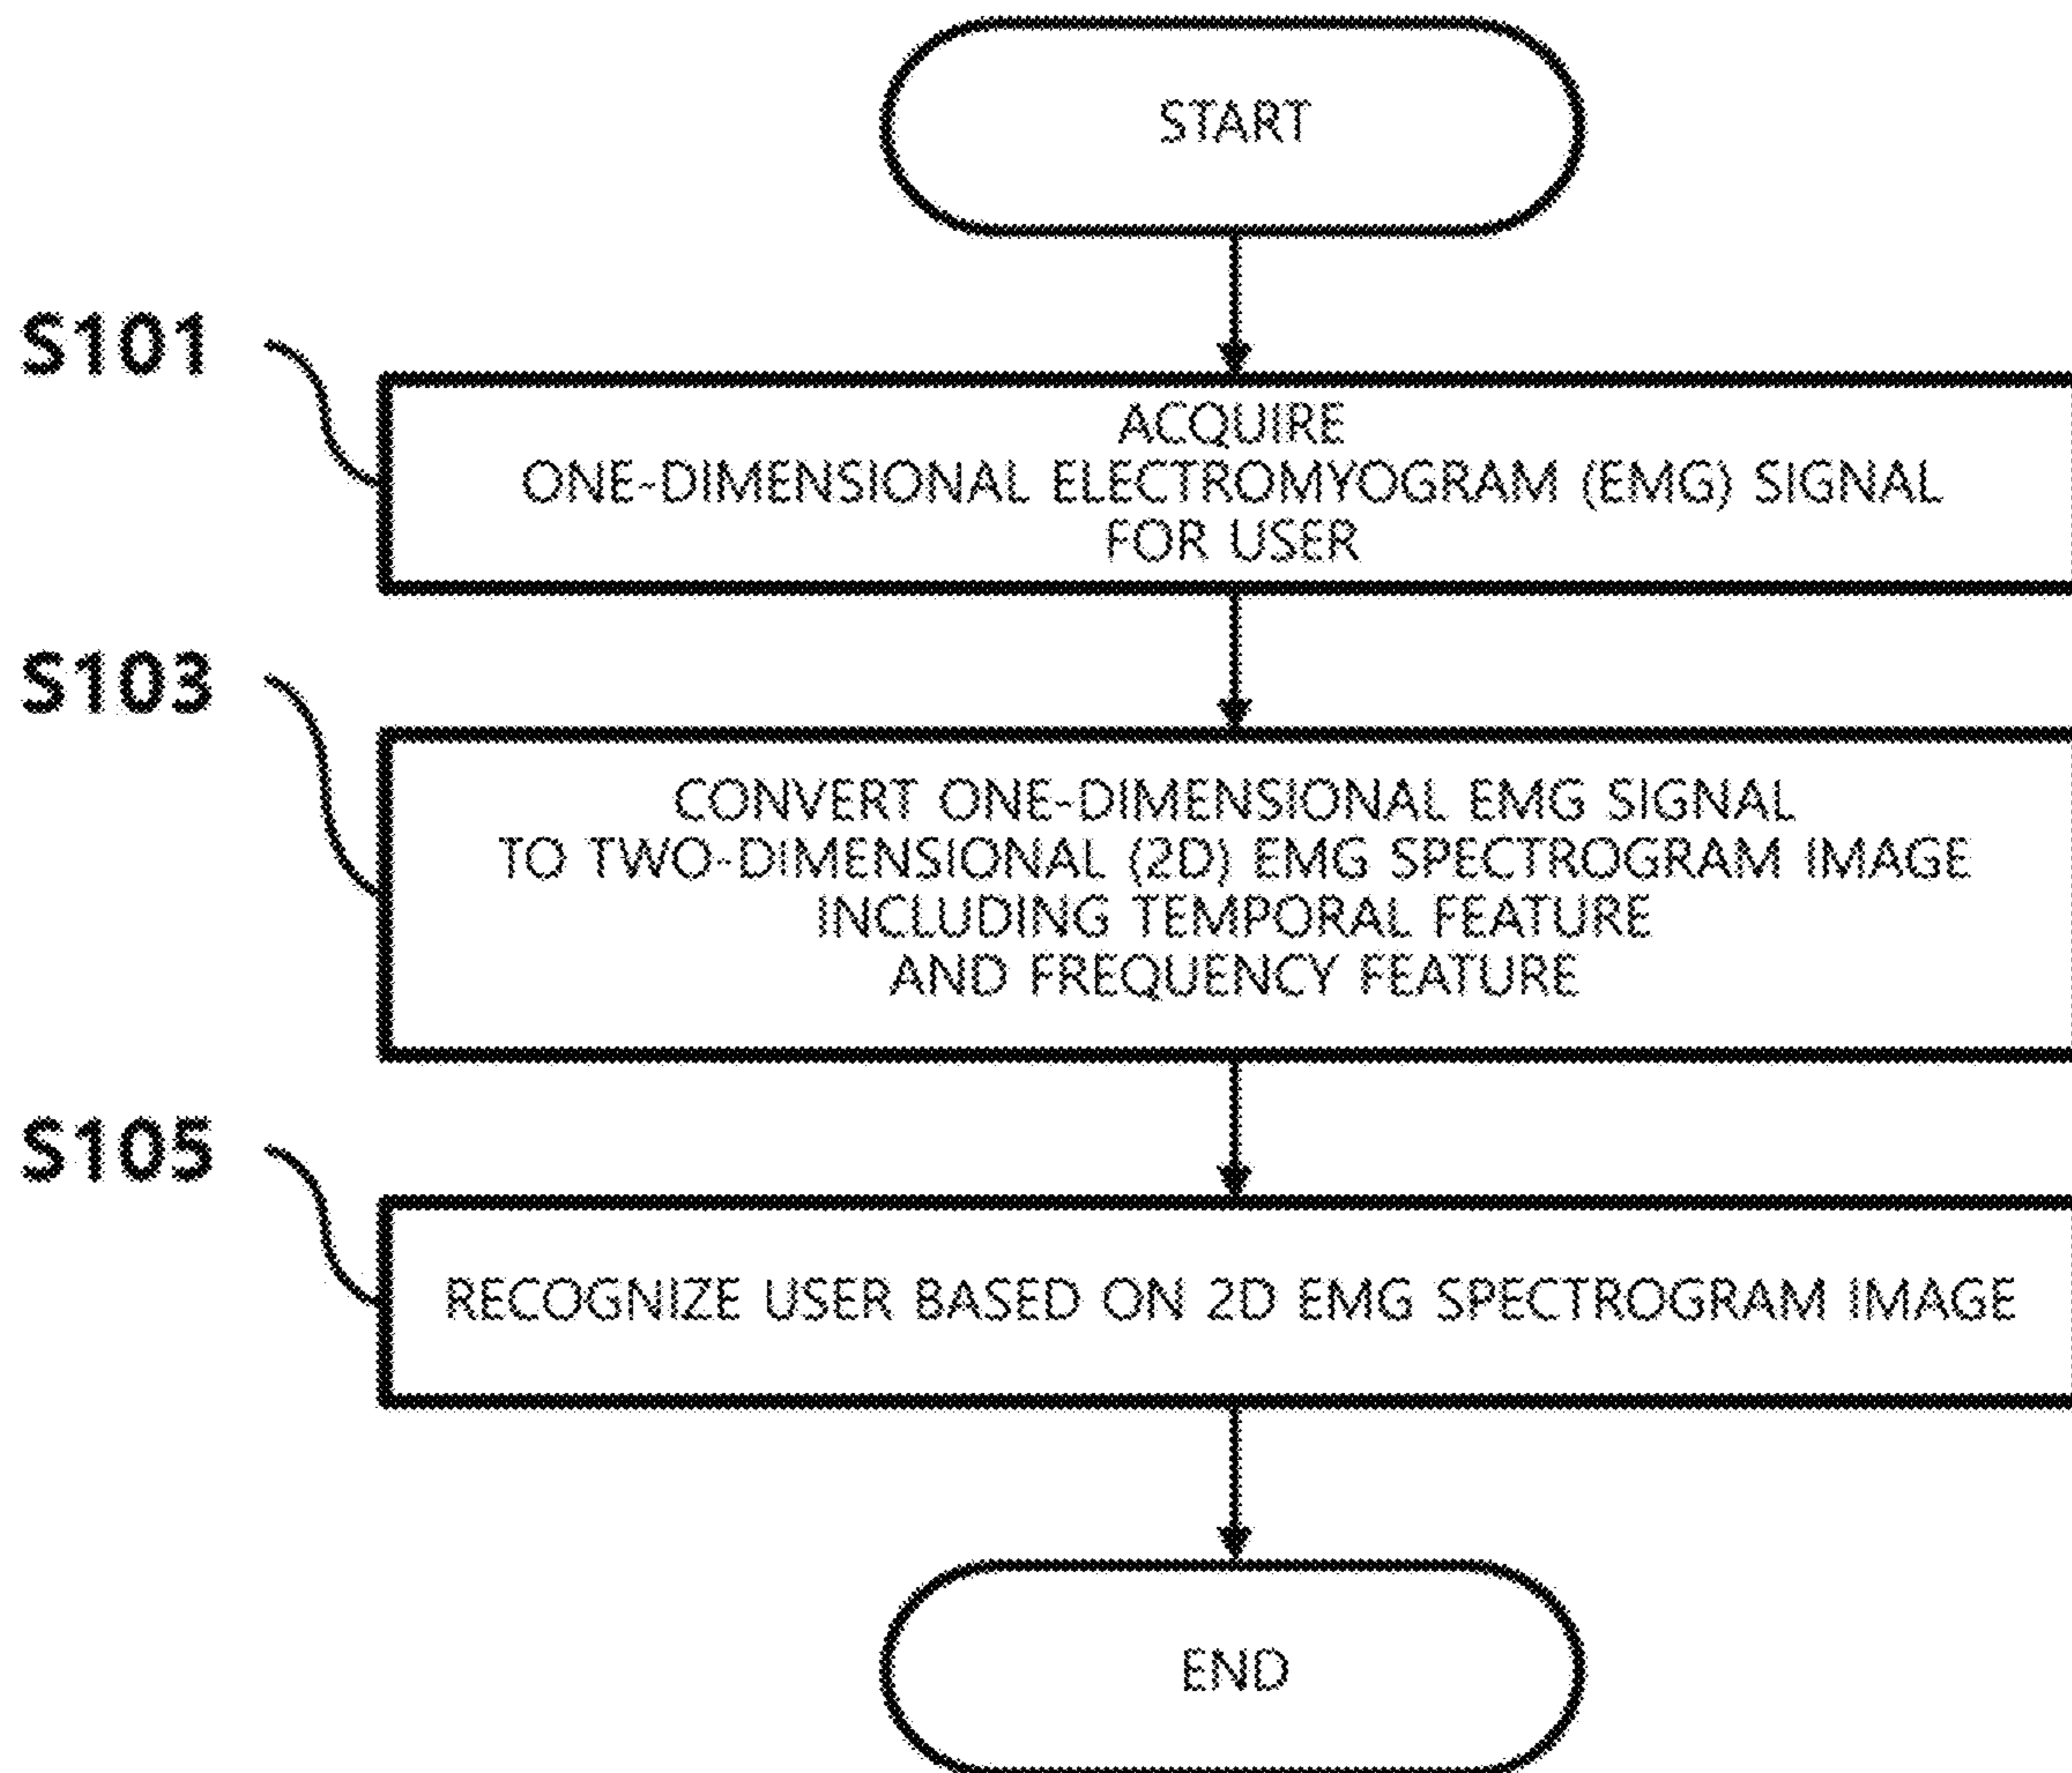 START
S101
ACQUIRE
ONE-DIMENSIONAL ELECTROMYOGRAM (EMG) SIGNAL
FOR USER
S103
CONVERT ONE-DIMENSIONAL EMG SIGNAL
TO TWO-DIMENSIONAL (2D) EMG SPECTROGRAM IMAGE
INCLUDING TEMPORAL FEATURE
AND FREQUENCY FEATURE
S105
RECOGNIZE USER BASED ON 2D EMG SPECTROGRAM IMAGE
END